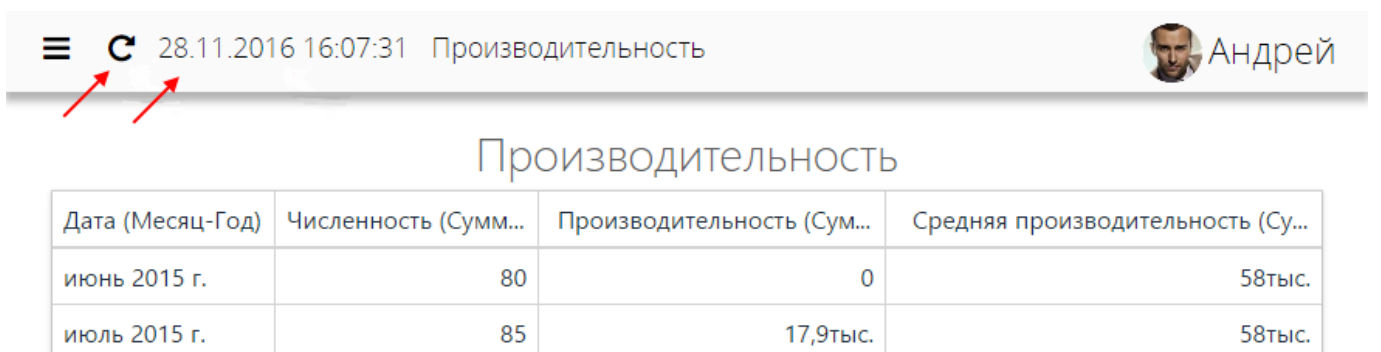 28.11.2016 16:07:31 Производительность Андрей
Производительность
Дата (Месяц-Год) Численность (Сумм... Производительность (Сум... Средняя производительность (Су...
июнь 2015 г. 80 0 58тыс.
июль 2015 г. 85 17,9тыс. 58тыс.